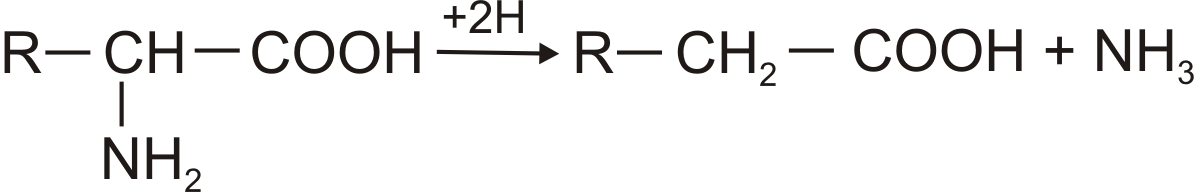 +2H
R — CH — COOH → R — CH₂ — COOH + NH₃
|
NH₂